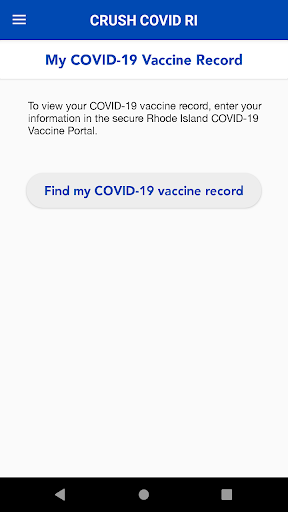 CRUSH COVID RI
My COVID-19 Vaccine Record
To view your COVID-19 vaccine record, enter your
information in the secure Rhode Island COVID-19
Vaccine Portal.
Find my COVID-19 vaccine record